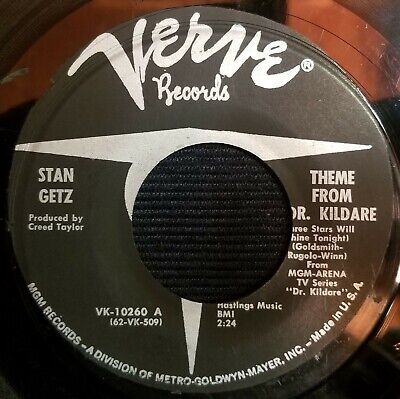 Verve®
Records
STAN
GETZ
Produced by
Creed Taylor
THEME
FROM
DR. KILDARE
Three Stars Will
Shine Tonight)
(Goldsmith-
Rugolo-Winn)
From
MGM-ARENA
TV Series
"Dr. Kildare"
VK-10260 A
(62-VK-509)
Hastings Music
BMI
2:24
MGM RECORDS – A DIVISION OF METRO-GOLDWYN-MAYER, INC. – Made in U.S.A.